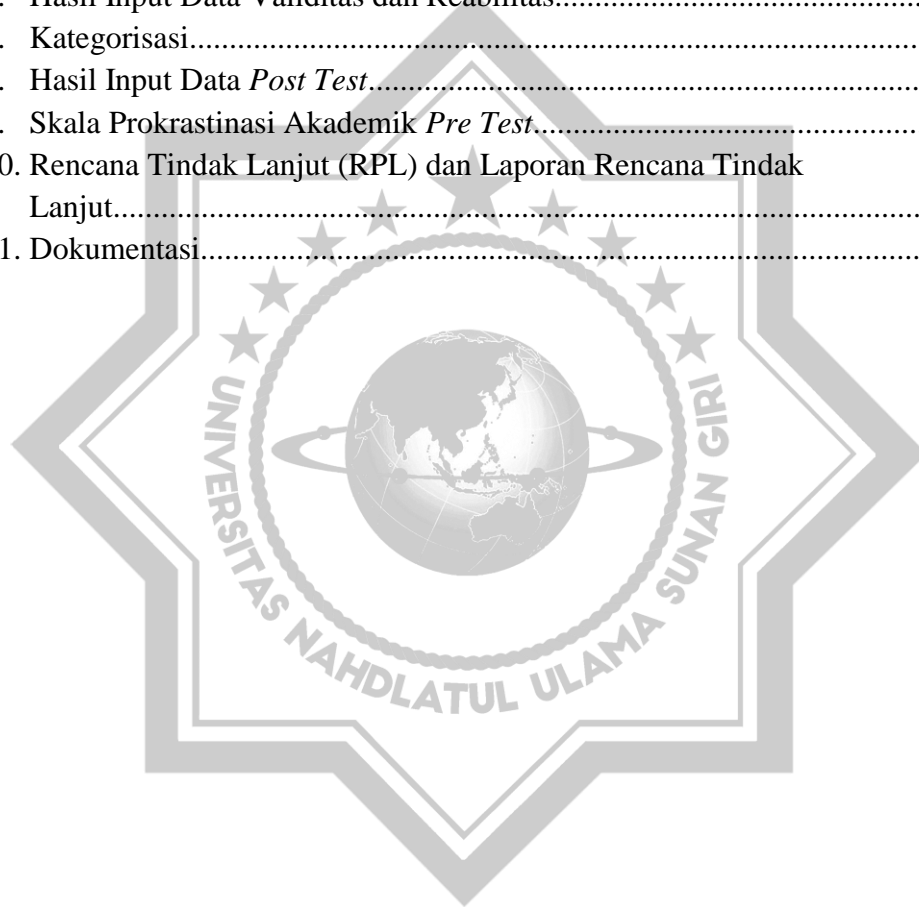 . Hasil Input Data Validitas dan Reabilitas...................................................
. Kategorisasi...........................................................................................
. Hasil Input Data Post Test.....................................................................
. Skala Prokrastinasi Akademik Pre Test................................................
0. Rencana Tindak Lanjut (RPL) dan Laporan Rencana Tindak
Lanjut.....................................................................................................
1. Dokumentasi..........................................................................................
UNIVERSITAS NAHDLATUL ULAMA SUNAN GIRI